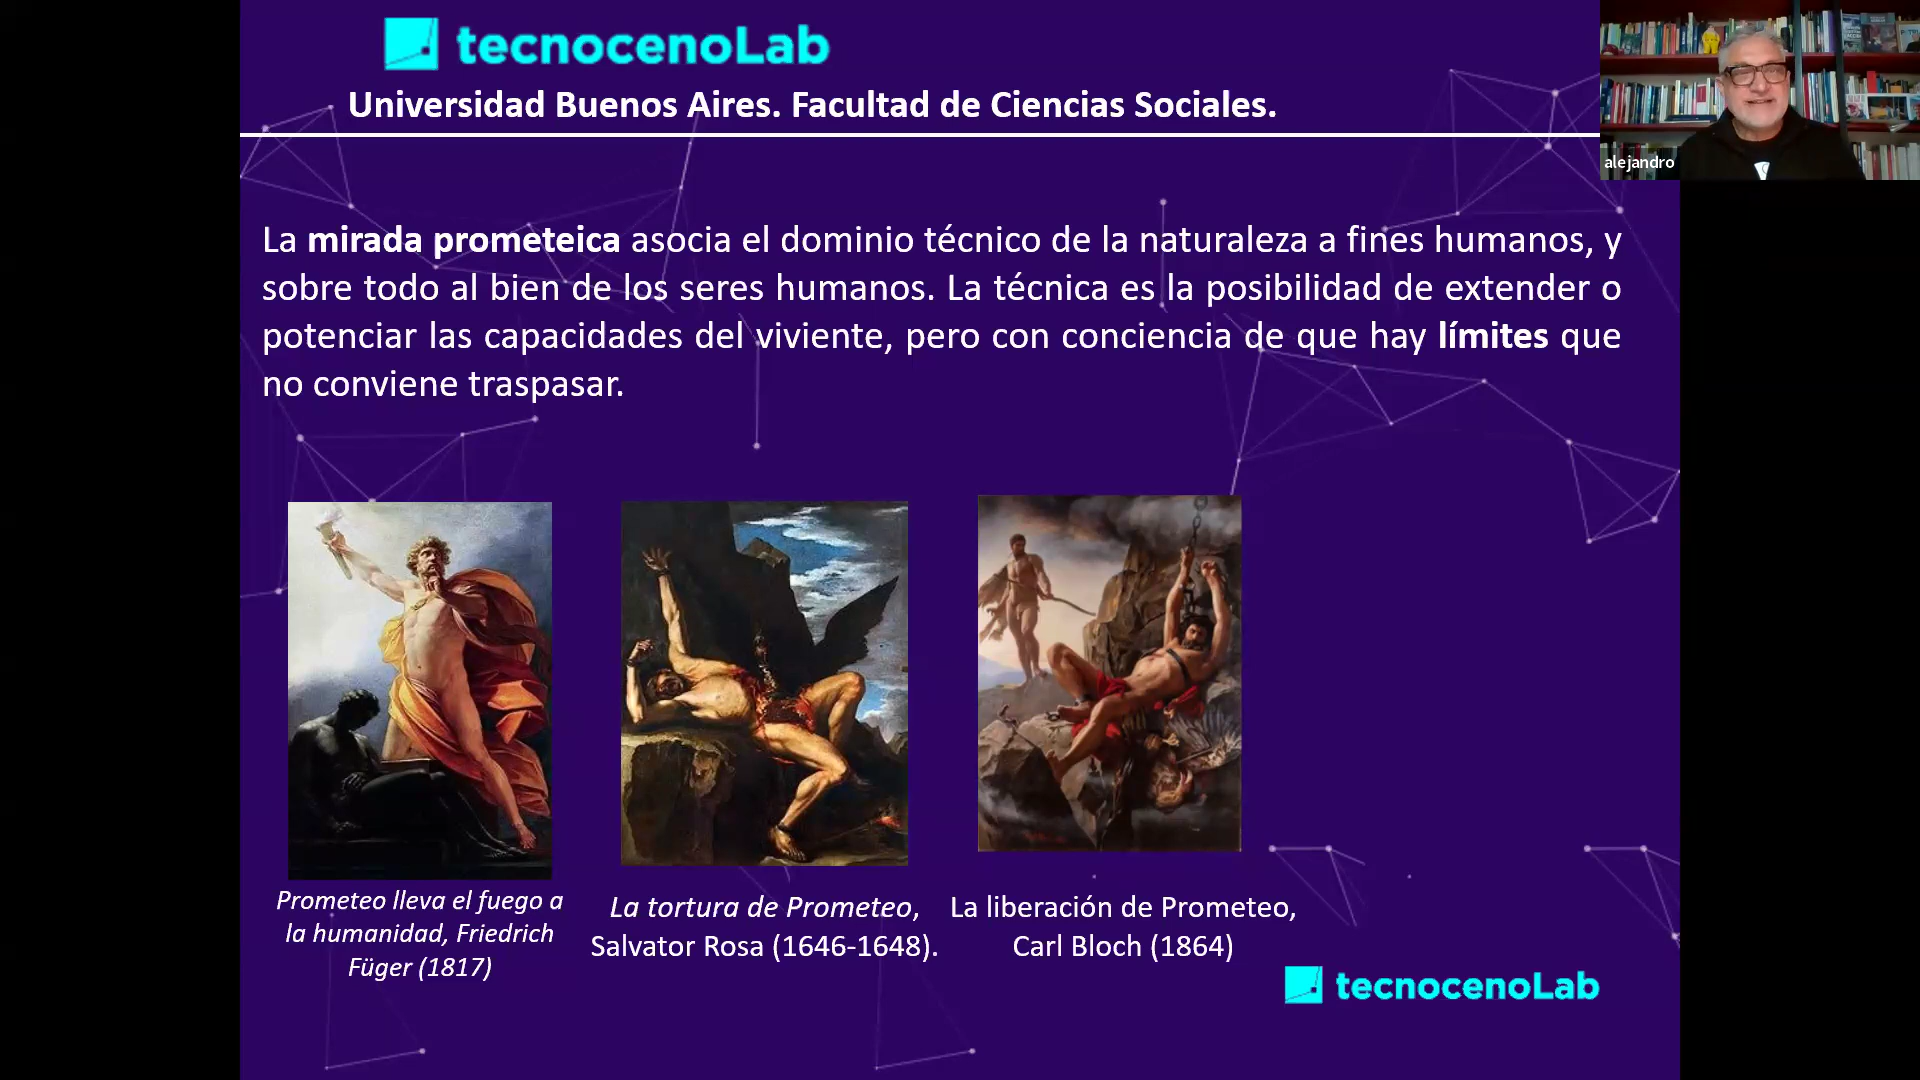 tecnocenoLab
Universidad Buenos Aires. Facultad de Ciencias Sociales.
alejandro
La mirada prometeica asocia el dominio técnico de la naturaleza a fines humanos, y
sobre todo al bien de los seres humanos. La técnica es la posibilidad de extender o
potenciar las capacidades del viviente, pero con conciencia de que hay límites que
no conviene traspasar.
Prometeo lleva el fuego a
la humanidad, Friedrich
Füger (1817)
La tortura de Prometeo,
Salvator Rosa (1646-1648).
La liberación de Prometeo,
Carl Bloch (1864)
tecnocenoLab